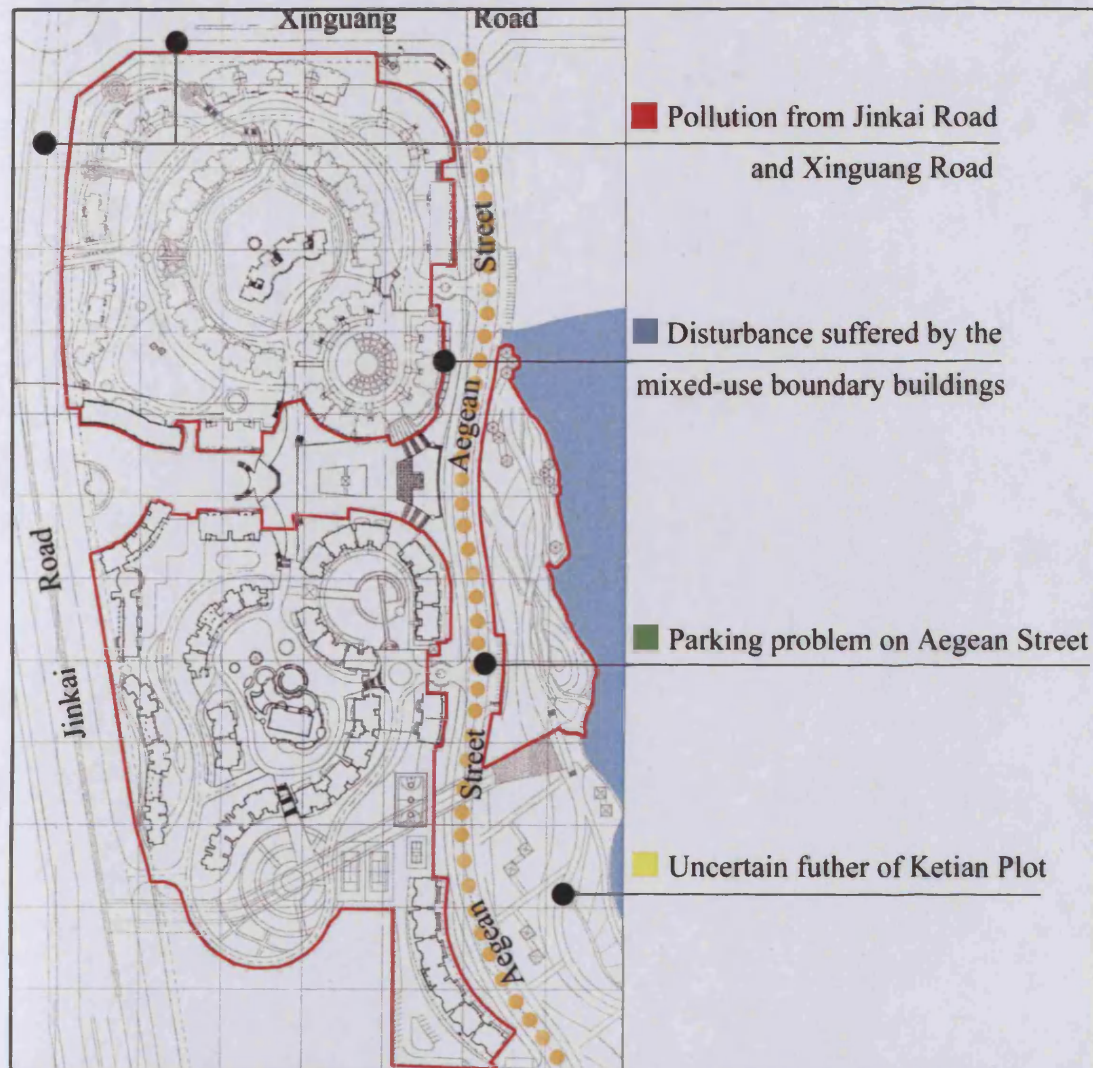 Xinguang Road
Pollution from Jinkai Road
and Xinguang Road
Street
Disturbance suffered by the
mixed-use boundary buildings
Aegean
Road
Jinkai
Parking problem on Aegean Street
Street
Uncertain futher of Ketian Plot
Aegean